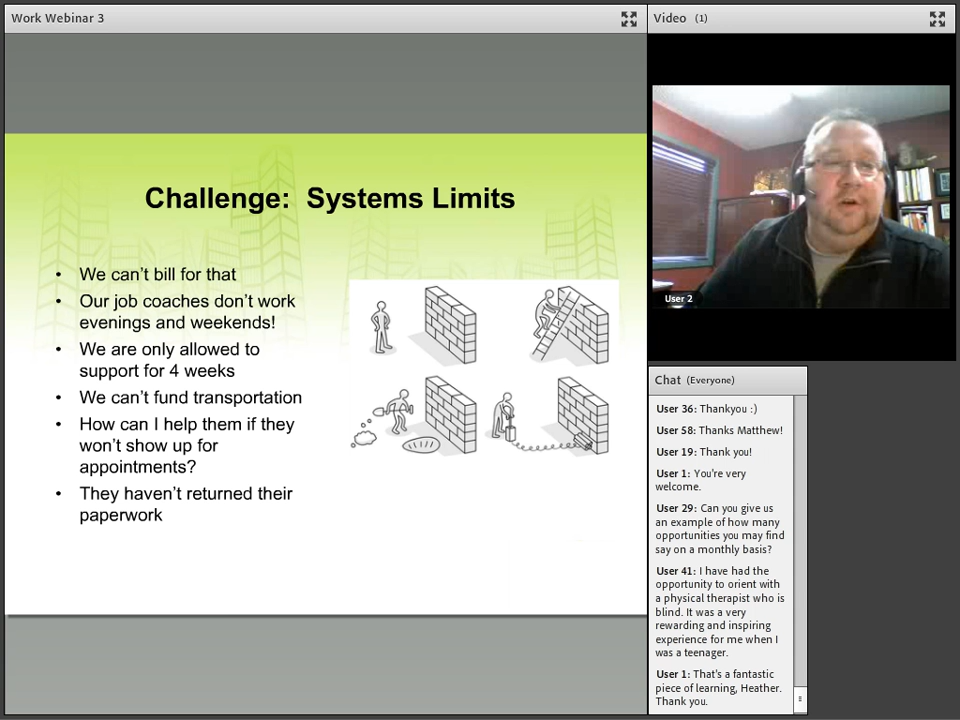 Work Webinar 3
Challenge:  Systems Limits
• We can't bill for that
• Our job coaches don't work
evenings and weekends!
• We are only allowed to
support for 4 weeks
• We can't fund transportation
• How can I help them if they
won't show up for
appointments?
• They haven't returned their
paperwork
Video (1)
User 2
Chat (Everyone)
User 36: Thankyou :)
User 58: Thanks Matthew!
User 19: Thank you!
User 1: You're very
welcome.
User 29: Can you give us
an example of how many
opportunities you may find
say on a monthly basis?
User 41: I have had the
opportunity to orient with
a physical therapist who is
blind. It was a very
rewarding and inspiring
experience for me when I
was a teenager.
User 1: That's a fantastic
piece of learning, Heather.
Thank you.